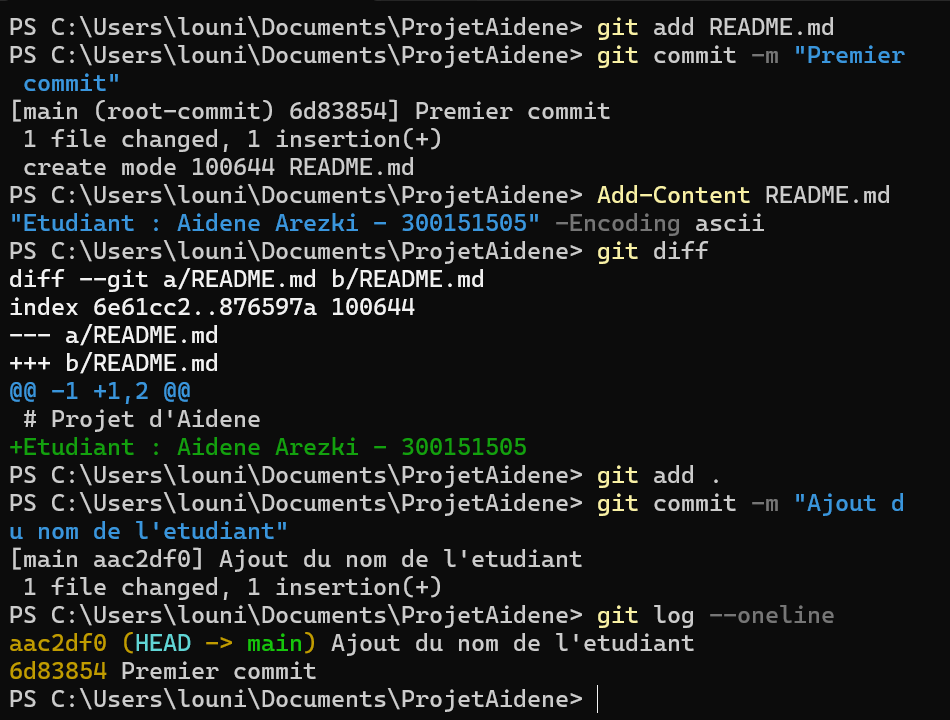 PS C:\Users\louni\Documents\ProjetAidene> git add README.md
PS C:\Users\louni\Documents\ProjetAidene> git commit -m "Premier
 commit"
[main (root-commit) 6d83854] Premier commit
 1 file changed, 1 insertion(+)
 create mode 100644 README.md
PS C:\Users\louni\Documents\ProjetAidene> Add-Content README.md
"Etudiant : Aidene Arezki - 300151505" -Encoding ascii
PS C:\Users\louni\Documents\ProjetAidene> git diff
diff --git a/README.md b/README.md
index 6e61cc2..876597a 100644
--- a/README.md
+++ b/README.md
@@ -1 +1,2 @@
 # Projet d'Aidene
+Etudiant : Aidene Arezki - 300151505
PS C:\Users\louni\Documents\ProjetAidene> git add .
PS C:\Users\louni\Documents\ProjetAidene> git commit -m "Ajout d
u nom de l'etudiant"
[main aac2df0] Ajout du nom de l'etudiant
 1 file changed, 1 insertion(+)
PS C:\Users\louni\Documents\ProjetAidene> git log --oneline
aac2df0 (HEAD -> main) Ajout du nom de l'etudiant
6d83854 Premier commit
PS C:\Users\louni\Documents\ProjetAidene>